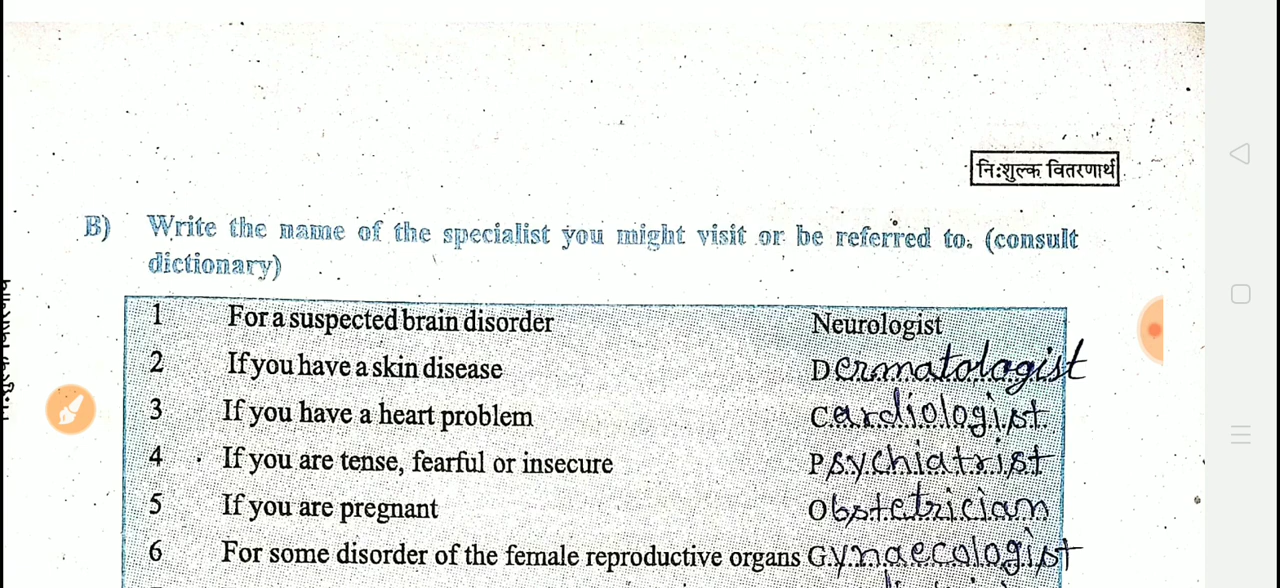 नि:शुल्क वितरणार्थ
B) Write the name of the specialist you might visit or be referred to. (consult
dictionary)
1 For a suspected brain disorder Neurologist
2 If you have a skin disease Dermatologist
3 If you have a heart problem Cardiologist
4 If you are tense, fearful or insecure Psychiatrist
5 If you are pregnant Obstetrician
6 For some disorder of the female reproductive organs Gynaecologist